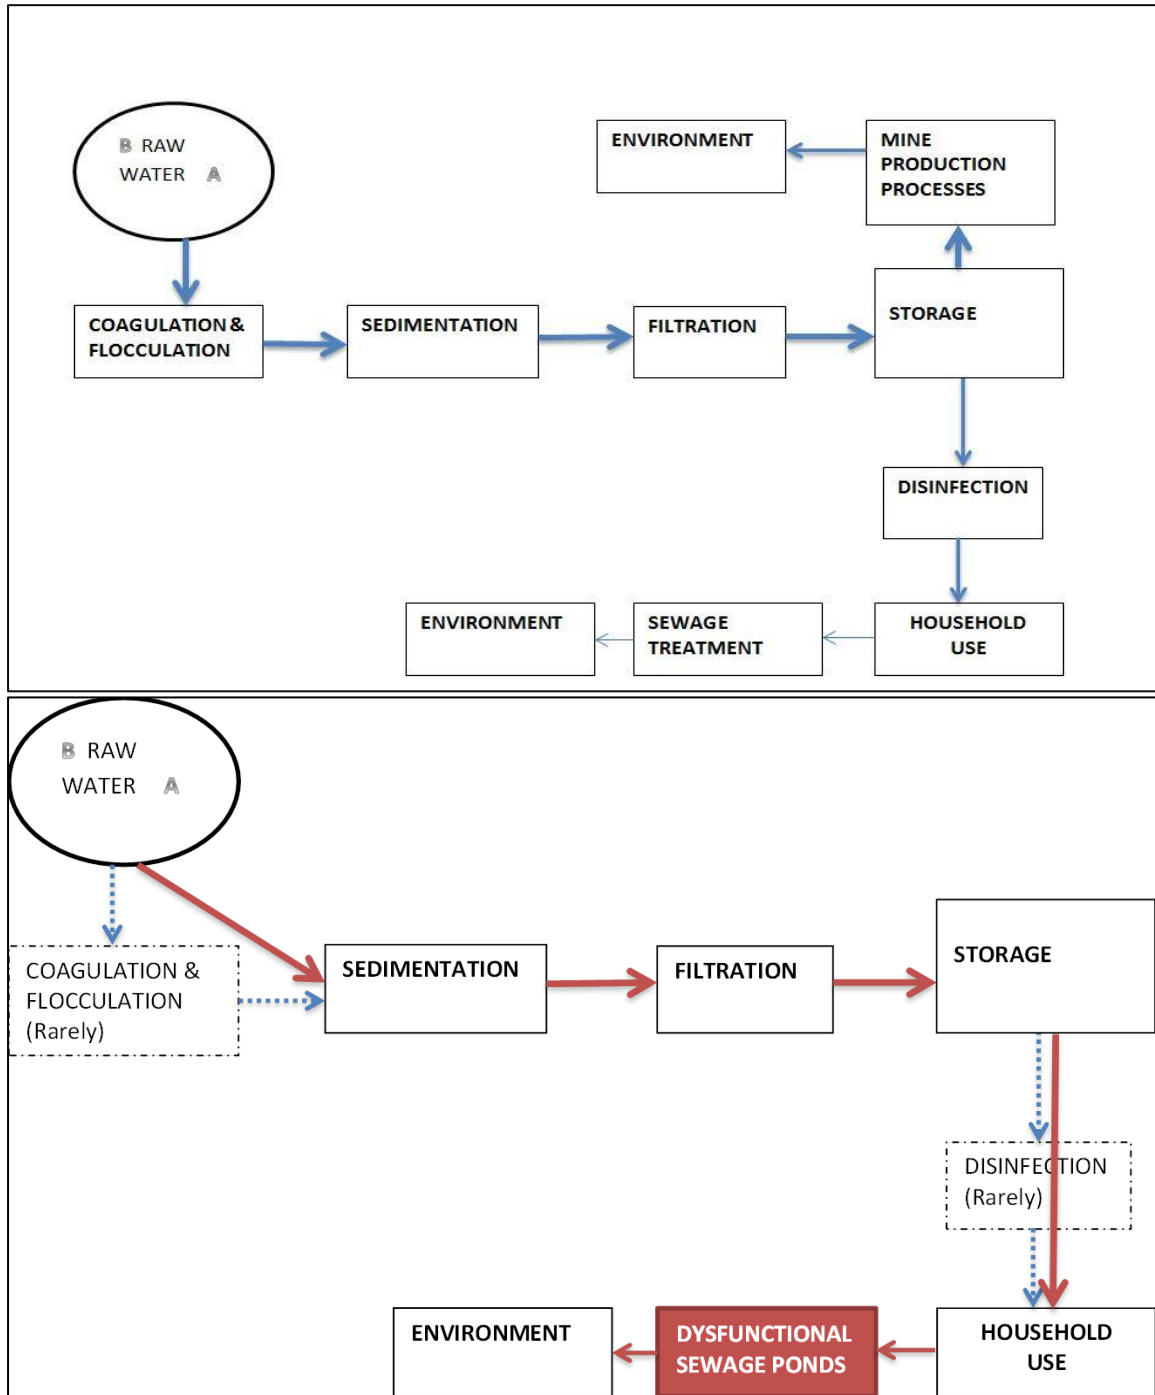 B RAW
WATER A
ENVIRONMENT
MINE
PRODUCTION
PROCESSES
COAGULATION &
FLOCCULATION
SEDIMENTATION
FILTRATION
STORAGE
DISINFECTION
ENVIRONMENT
SEWAGE
TREATMENT
HOUSEHOLD
USE
B RAW
WATER A
COAGULATION &
FLOCCULATION
(Rarely)
SEDIMENTATION
FILTRATION
STORAGE
DISINFECTION
(Rarely)
ENVIRONMENT
DYSFUNCTIONAL
SEWAGE PONDS
HOUSEHOLD
USE